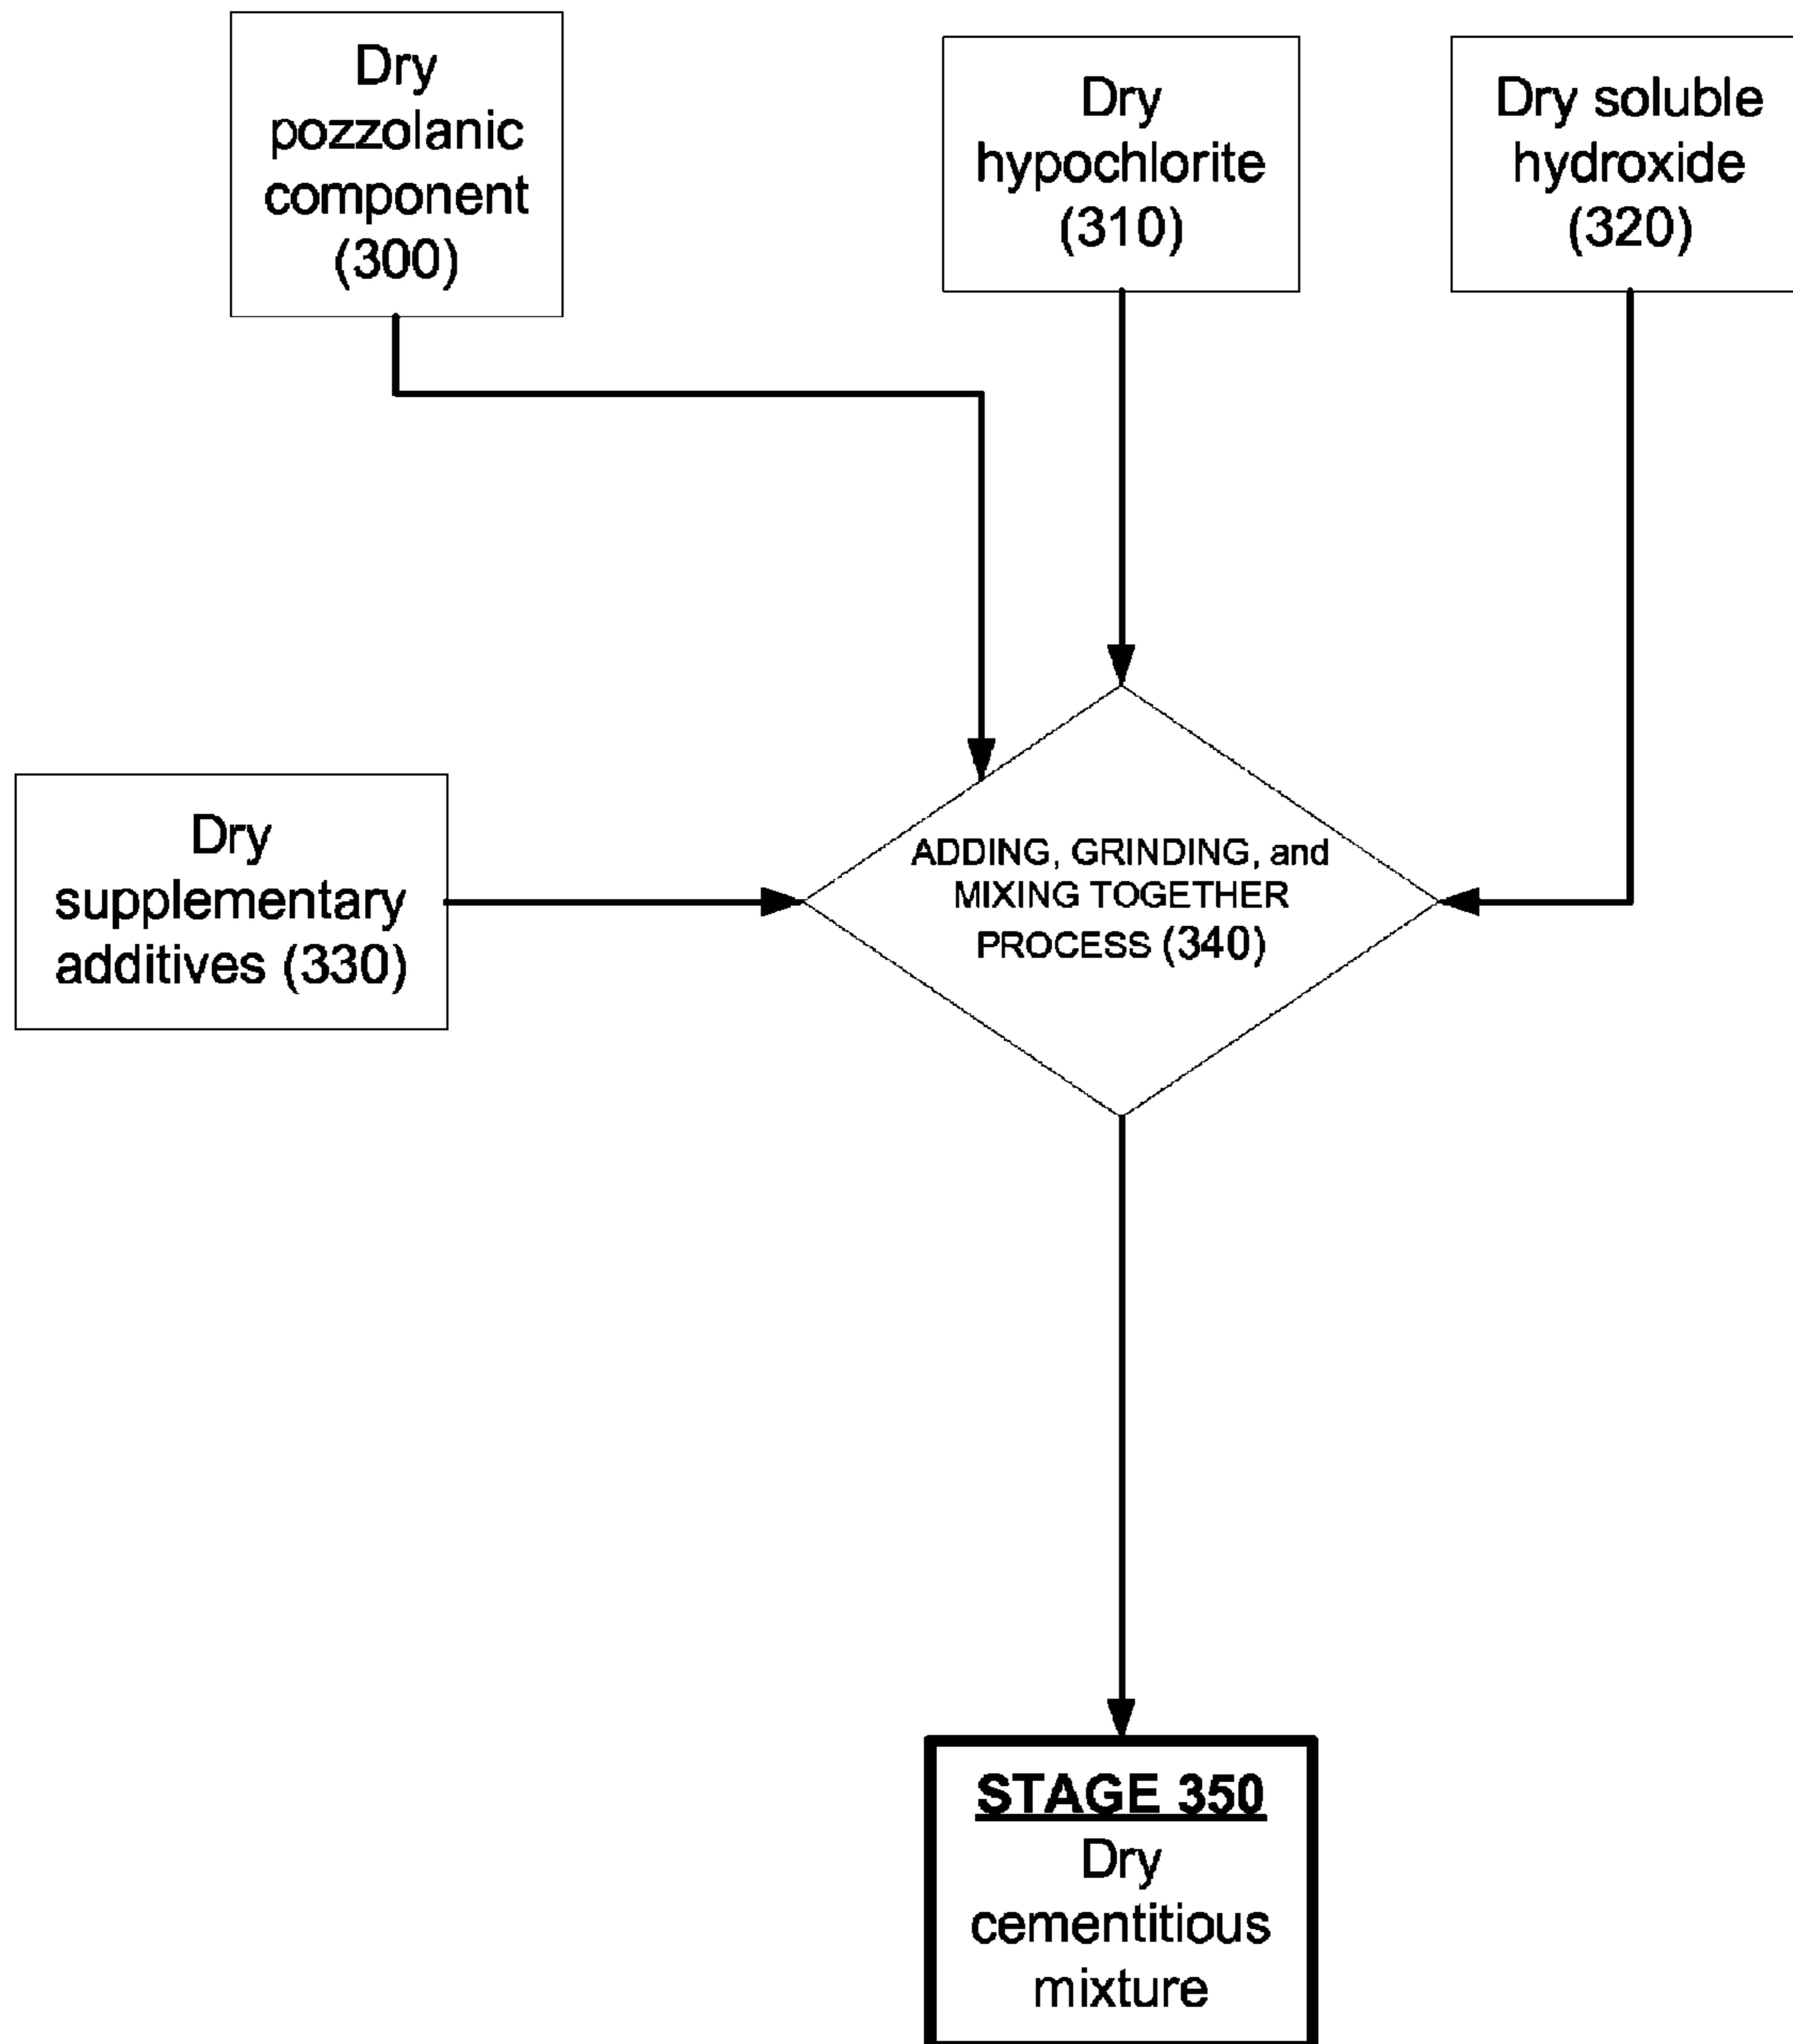 Dry
pozzolanic
component
(300)
Dry
hypochlorite
(310)
Dry soluble
hydroxide
(320)
Dry
supplementary
additives (330)
ADDING, GRINDING, and
MIXING TOGETHER
PROCESS (340)
STAGE 350
Dry
cementitious
mixture